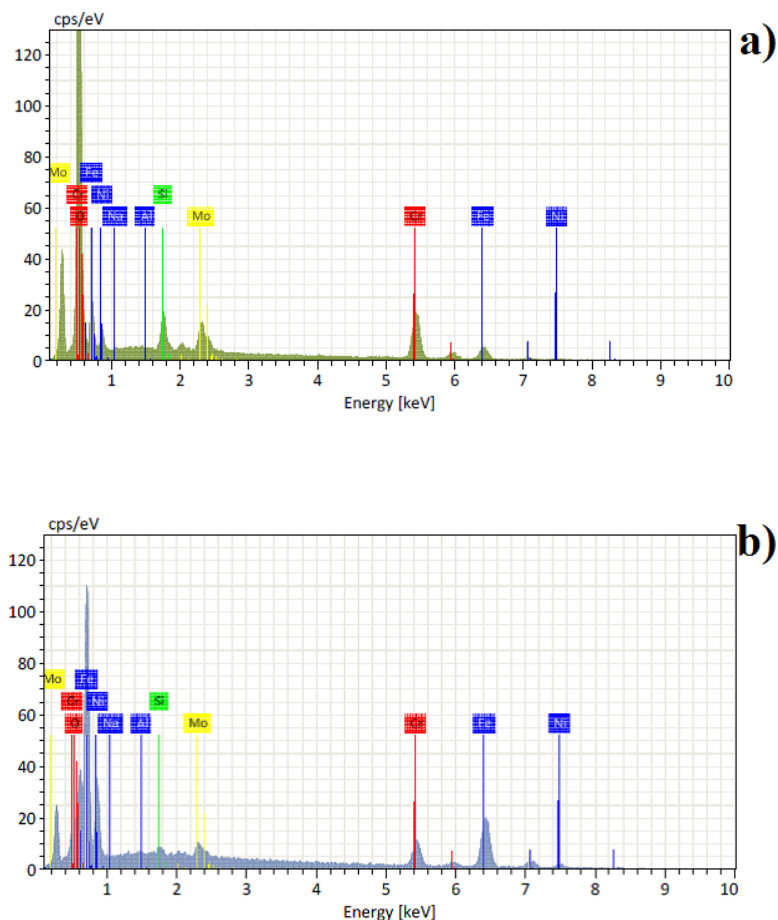 cps/eV
a)
120
100
80
60
40
20
0
Mo Fe
Cr Ni Si
O Na Al Mo Cr Fe Ni
1 2 3 4 5 6 7 8 9 10
Energy [keV]
cps/eV
b)
120
100
80
60
40
20
0
Mo Fe
Cr Ni Si
O Na Al Mo Cr Fe Ni
1 2 3 4 5 6 7 8 9 10
Energy [keV]